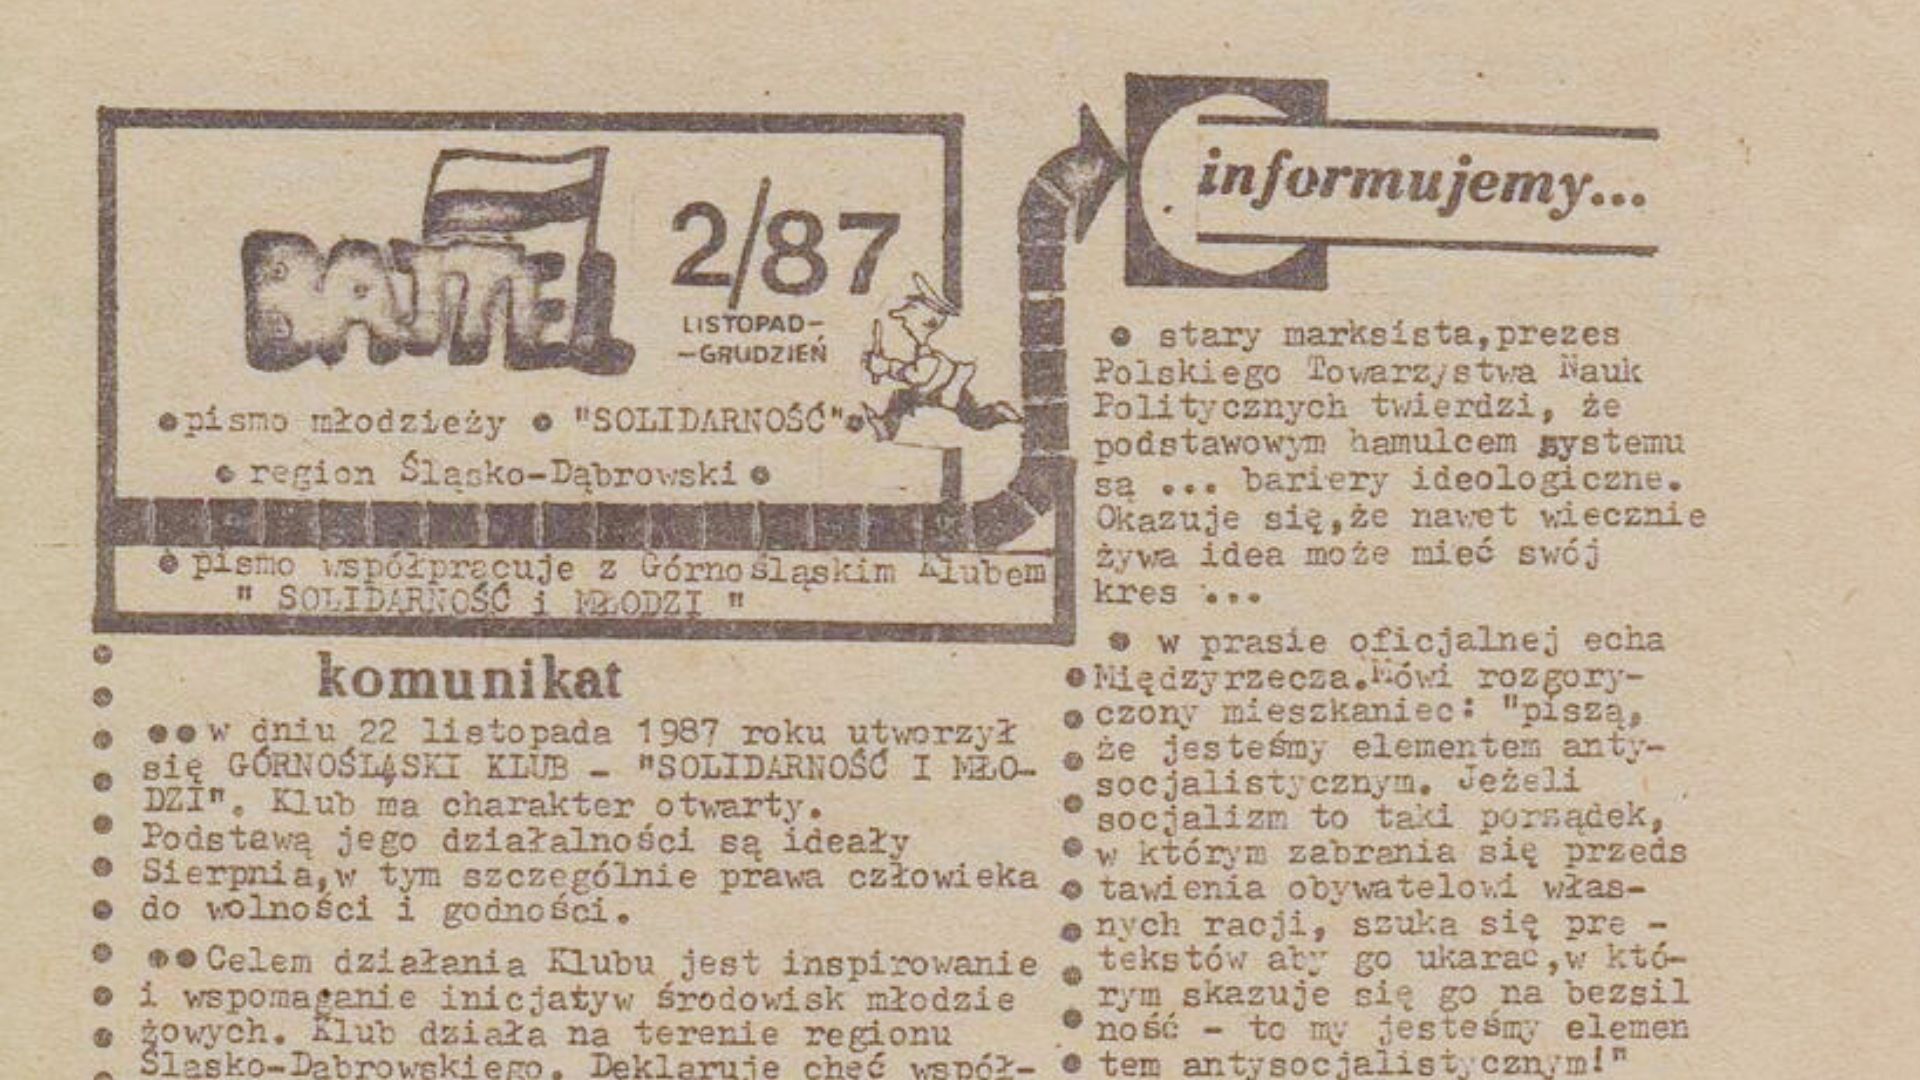 BAJTEL
2/87
LISTOPAD-
-GRUDZIEŃ
●pismo młodzieży ● "SOLIDARNOŚĆ"●
● region Śląsko-Dąbrowski ●
● pismo współpracuje z Górnośląskim Klubem
" SOLIDARNOŚĆ i MŁODZI "
komunikat
●●w dniu 22 listopada 1987 roku utworzył
się GÓRNOŚLĄSKI KLUB - "SOLIDARNOŚĆ I MŁO-
DZI". Klub ma charakter otwarty.
Podstawą jego działalności są ideały
Sierpnia,w tym szczególnie prawa człowieka
do wolności i godności.
●●Celem działania Klubu jest inspirowanie
i wspomaganie inicjatyw środowisk młodzie
żowych. Klub działa na terenie regionu
Śląsko-Dąbrowskiego. Deklaruje chęć współ-
informujemy...
● stary marksista,prezes
Polskiego Towarzystwa Nauk
Politycznych twierdzi, że
podstawowym hamulcem systemu
są ... bariery ideologiczne.
Okazuje się,że nawet wiecznie
żywa idea może mieć swój
kres ...
● w prasie oficjalnej echa
Międzyrzecza.Mówi rozgory-
czony mieszkaniec: "piszą,
że jesteśmy elementem anty-
socjalistycznym. Jeżeli
socjalizm to taki porządek,
w którym zabrania się przeds
tawienia obywatelowi włas-
nych racji, szuka się pre -
tekstów aby go ukarać,w któ-
rym skazuje się go na bezsil
ność - to my jesteśmy elemen
tem antysocjalistycznym!"